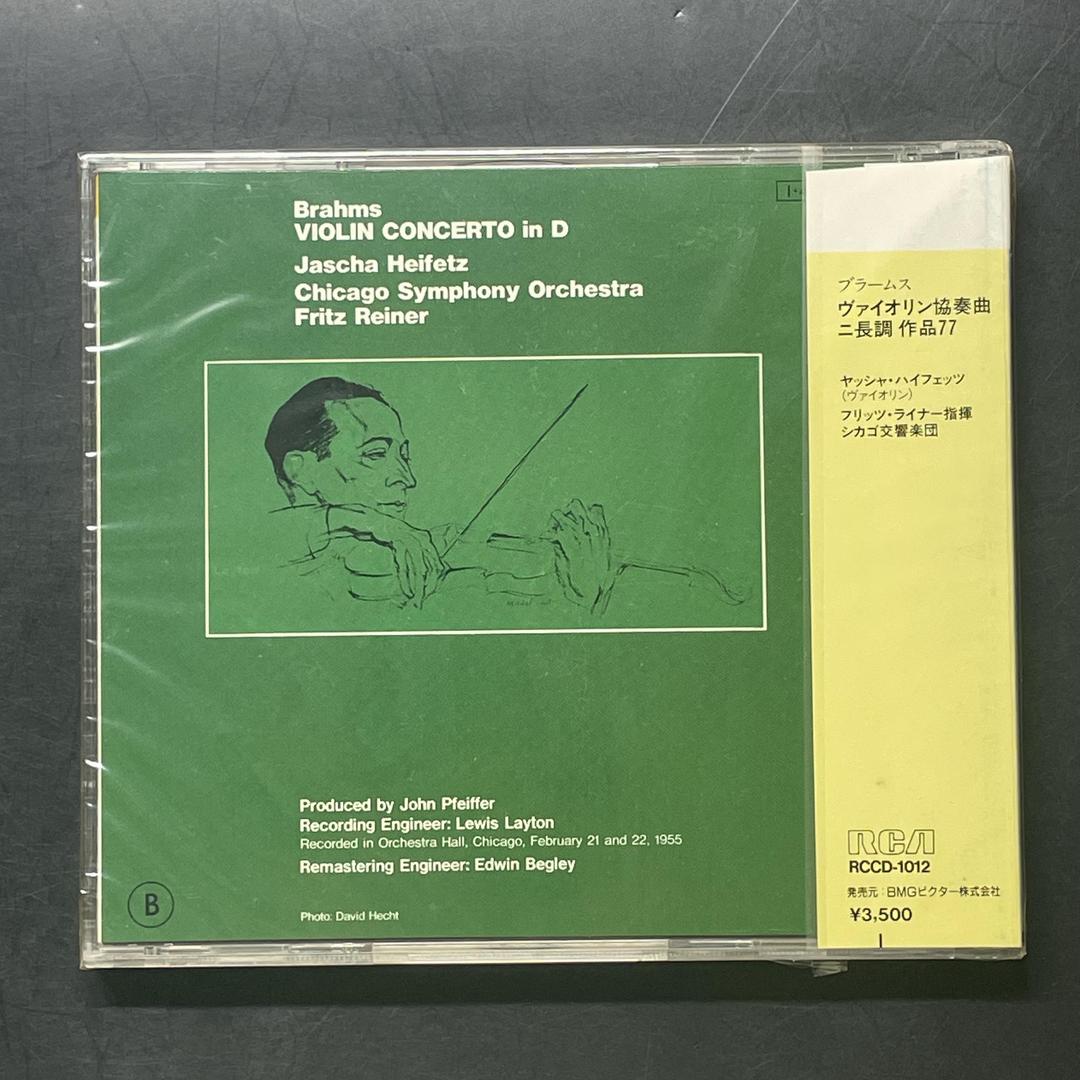 Brahms
VIOLIN CONCERTO in D
Jascha Heifetz
Chicago Symphony Orchestra
Fritz Reiner
Produced by John Pfeiffer
Recording Engineer: Lewis Layton
Recorded in Orchestra Hall, Chicago, February 21 and 22, 1955
Remastering Engineer: Edwin Begley
B
Photo: David Hecht
ブラームス
ヴァイオリン協奏曲
ニ長調 作品77
ヤッシャ・ハイフェッツ
(ヴァイオリン)
フリッツ・ライナー指揮
シカゴ交響楽団
RCA
RCCD-1012
発売元:BMGビクター株式会社
¥3,500